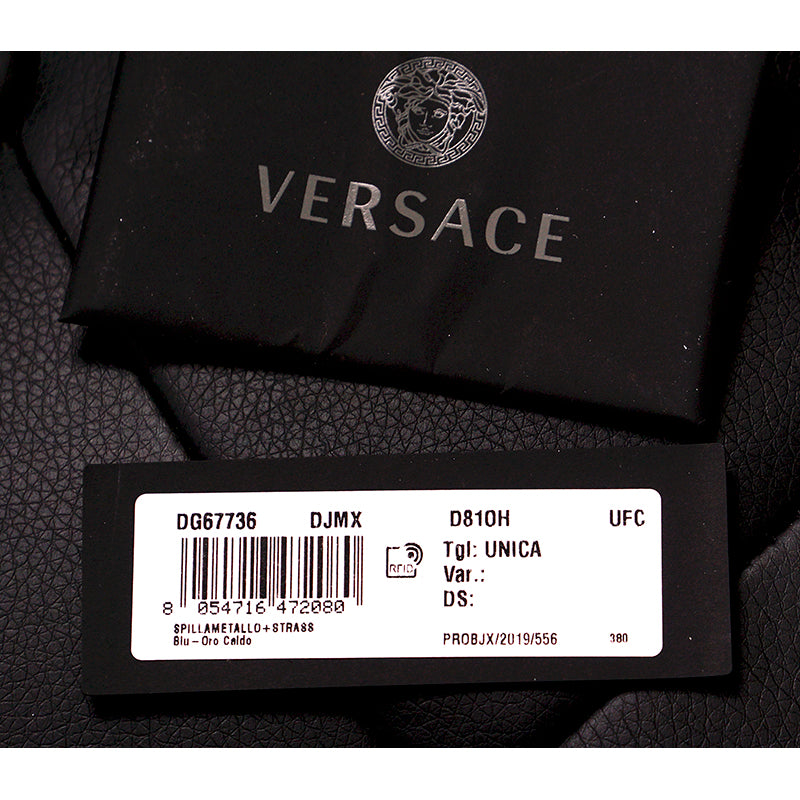 VERSACE
DG67736 DJMX D810H UFC
RFID
Tgl: UNICA
Var.:
DS:
8 054716 472080
SPILLAMETALLO+STRASS
Blu-Oro Caldo
PROBJX/2019/556 380